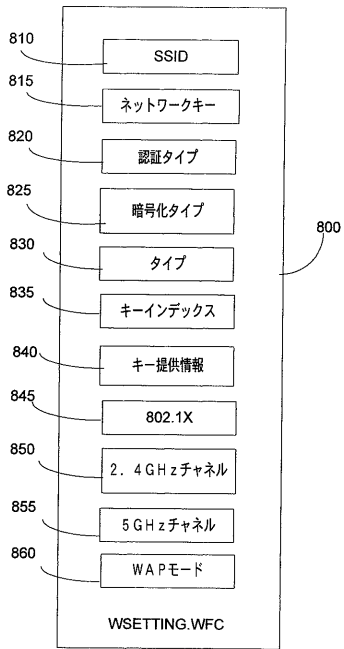 810
SSID
815
ネットワークキー
820
認証タイプ
825
暗号化タイプ
830
タイプ
800
835
キーインデックス
840
キー提供情報
845
802.1X
850
2.4GHzチャネル
855
5GHzチャネル
860
WAPモード
WSETTING.WFC